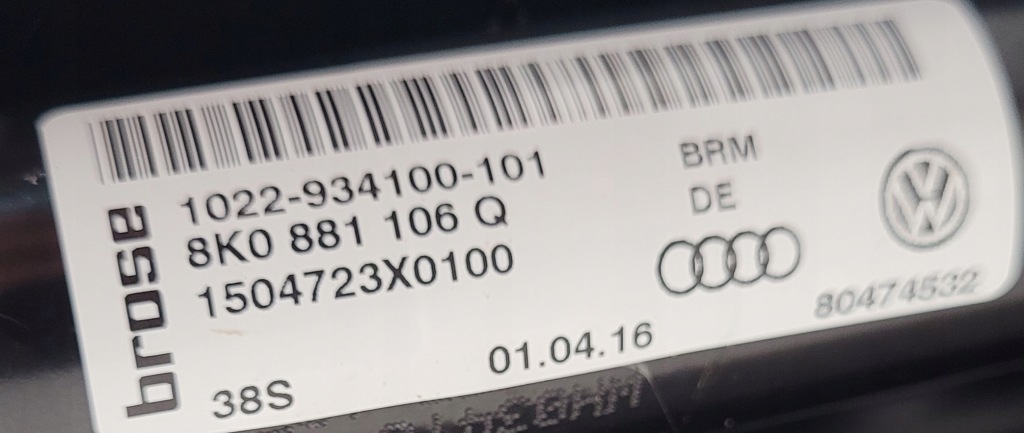 brose
1022-934100-101
8K0 881 106 Q
1504723X0100
BRM
DE
80474532
01.04.16
38S